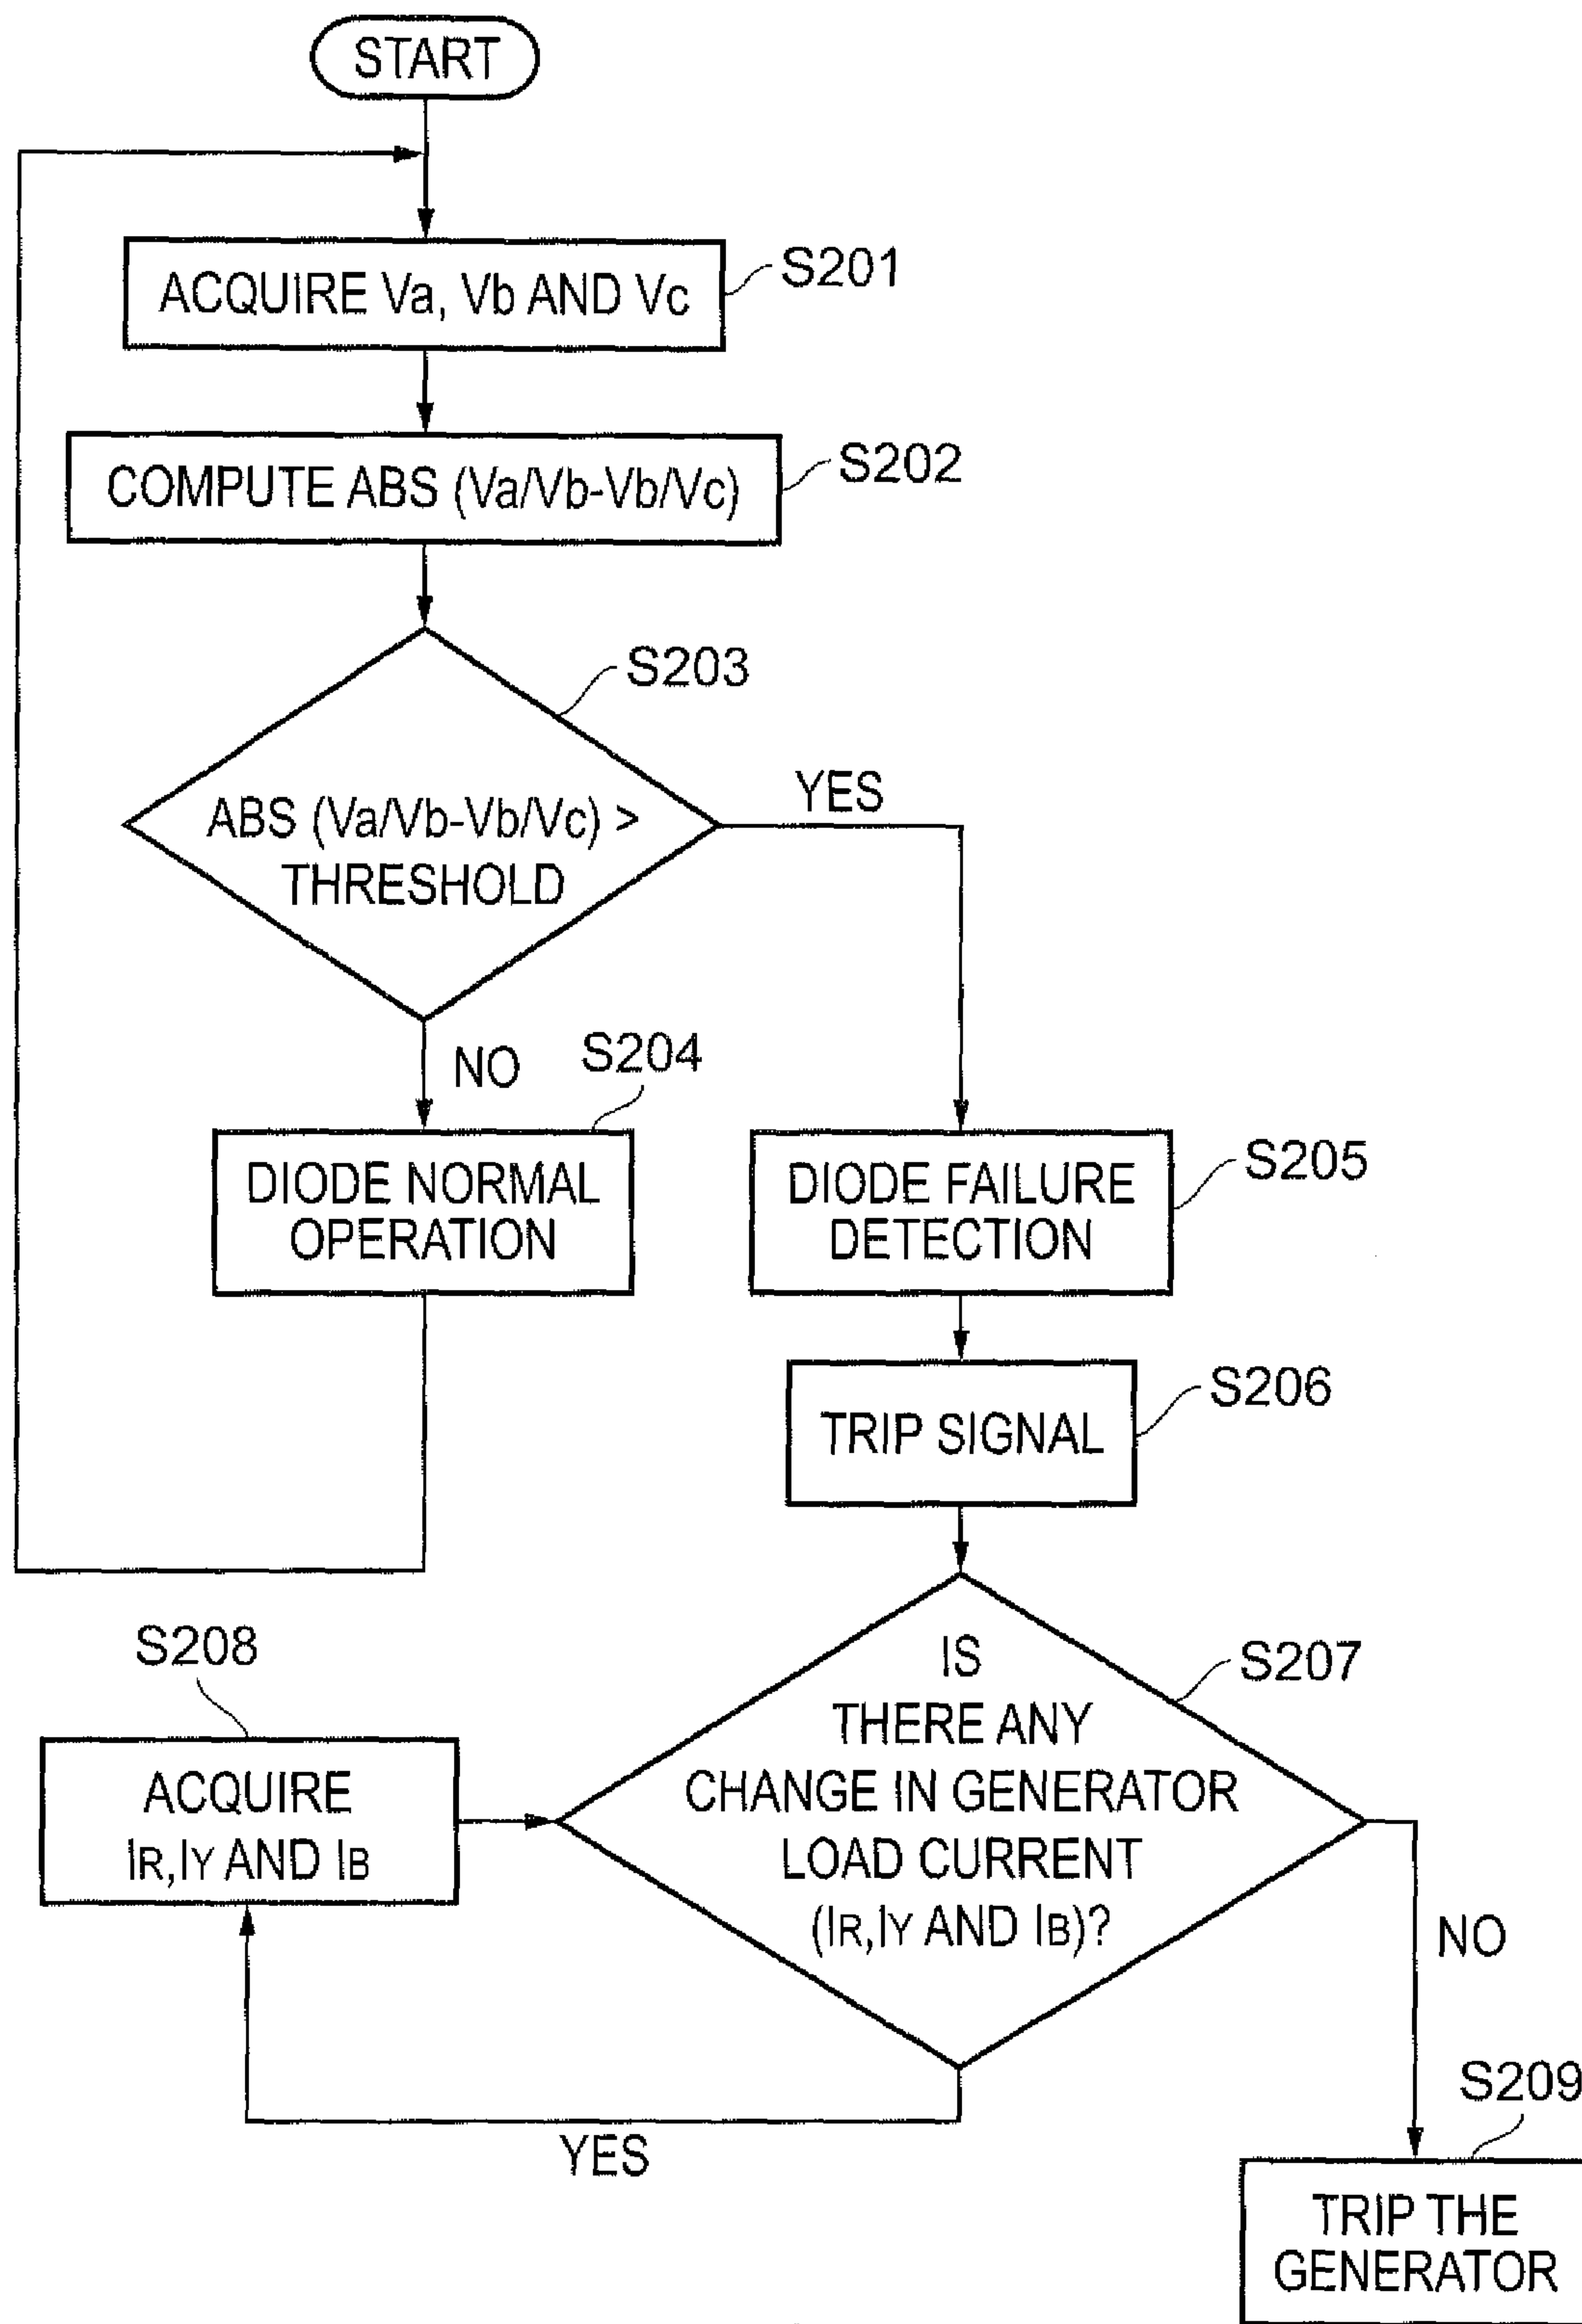 START
ACQUIRE Va, Vb AND Vc
S201
COMPUTE ABS (Va/Vb-Vb/Vc)
S202
S203
ABS (Va/Vb-Vb/Vc) >
THRESHOLD
YES
NO
S204
DIODE NORMAL
OPERATION
DIODE FAILURE
DETECTION
S205
TRIP SIGNAL
S206
IS
THERE ANY
CHANGE IN GENERATOR
LOAD CURRENT
(IR,IY AND IB)?
S207
S208
ACQUIRE
IR,IY AND IB
NO
YES
S209
TRIP THE
GENERATOR